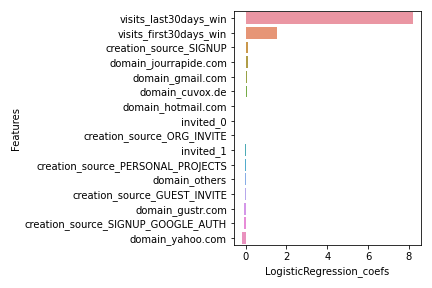 visits_last30days_win
visits_first30days_win
creation_source_SIGNUP
domain_jourrapide.com
domain_gmail.com
domain_cuvox.de
domain_hotmail.com
invited_0
creation_source_ORG_INVITE
invited_1
creation_source_PERSONAL_PROJECTS
domain_others
creation_source_GUEST_INVITE
domain_gustr.com
creation_source_SIGNUP_GOOGLE_AUTH
domain_yahoo.com
Features
0 2 4 6 8
LogisticRegression_coefs